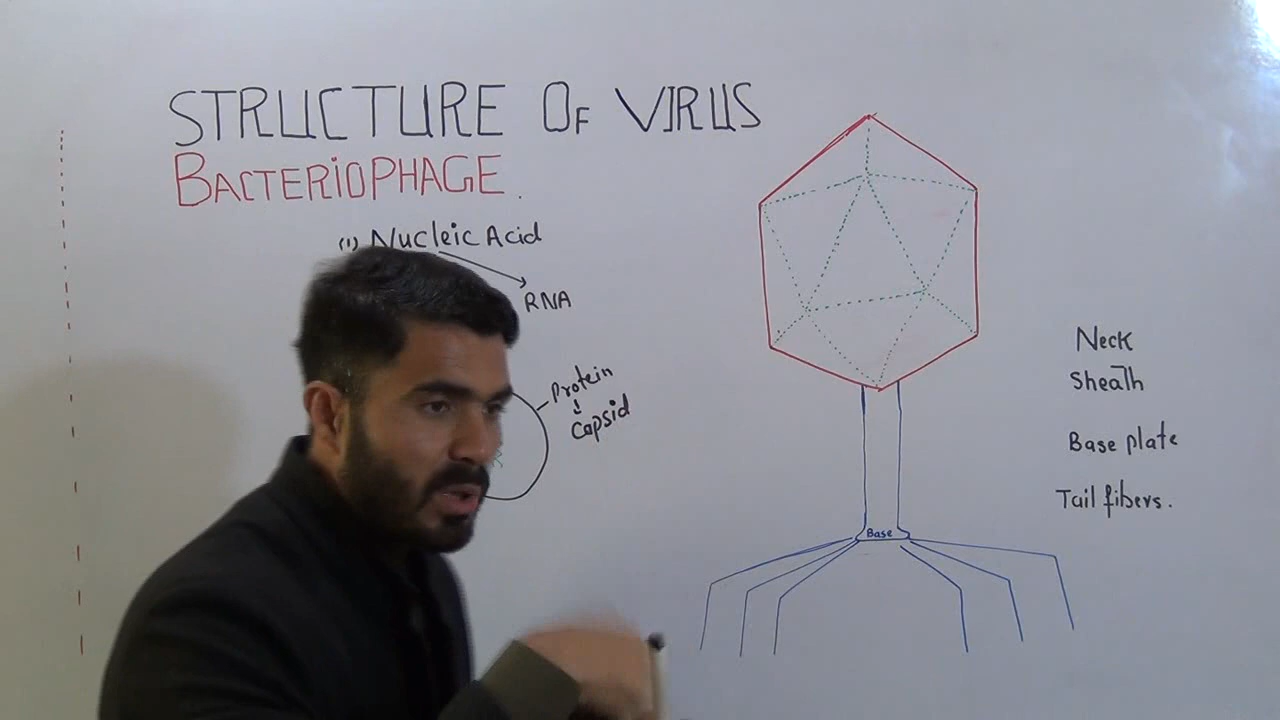 STRUCTURE OF VIRUS
BACTERIOPHAGE.
(1) Nucleic Acid
RNA
Protein
Capsid
Neck
Sheath
Base plate
Tail fibers.
Base